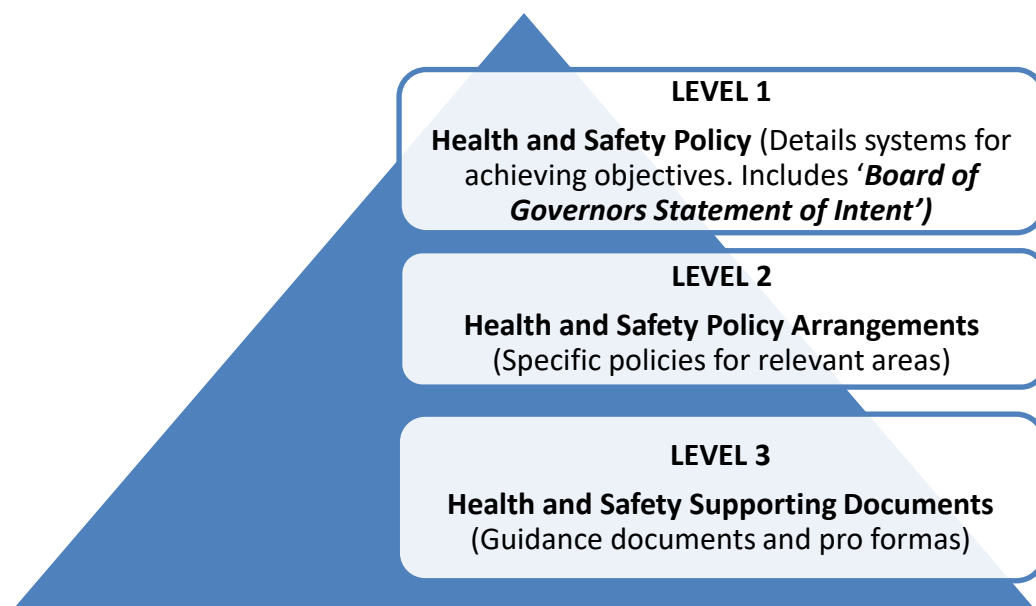 LEVEL 1
Health and Safety Policy (Details systems for
achieving objectives. Includes ‘Board of
Governors Statement of Intent’)
LEVEL 2
Health and Safety Policy Arrangements
(Specific policies for relevant areas)
LEVEL 3
Health and Safety Supporting Documents
(Guidance documents and pro formas)